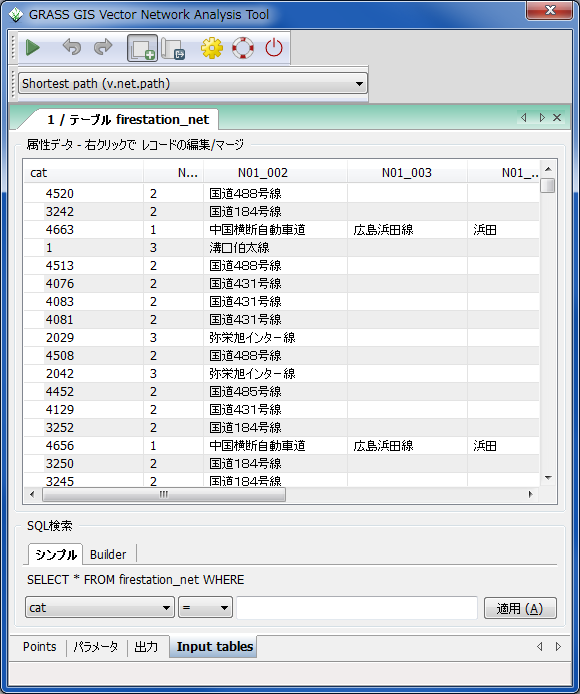 GRASS GIS Vector Network Analysis Tool
Shortest path (v.net.path)
1 / テーブル firestation_net
属性データ - 右クリックで レコードの編集/マージ
cat N... N01_002 N01_003 N01_...
4520 2 国道488号線
3242 2 国道184号線
4663 1 中国横断自動車道 広島浜田線 浜田
1 3 溝口伯太線
4513 2 国道488号線
4076 2 国道431号線
4083 2 国道431号線
4081 2 国道431号線
2029 3 弥栄旭インター線
4508 2 国道488号線
2042 3 弥栄旭インター線
4452 2 国道485号線
4129 2 国道431号線
3252 2 国道184号線
4656 1 中国横断自動車道 広島浜田線 浜田
3250 2 国道184号線
3245 2 国道184号線
SQL検索
シンプル Builder
SELECT * FROM firestation_net WHERE
cat = 適用 (A)
Points パラメータ 出力 Input tables